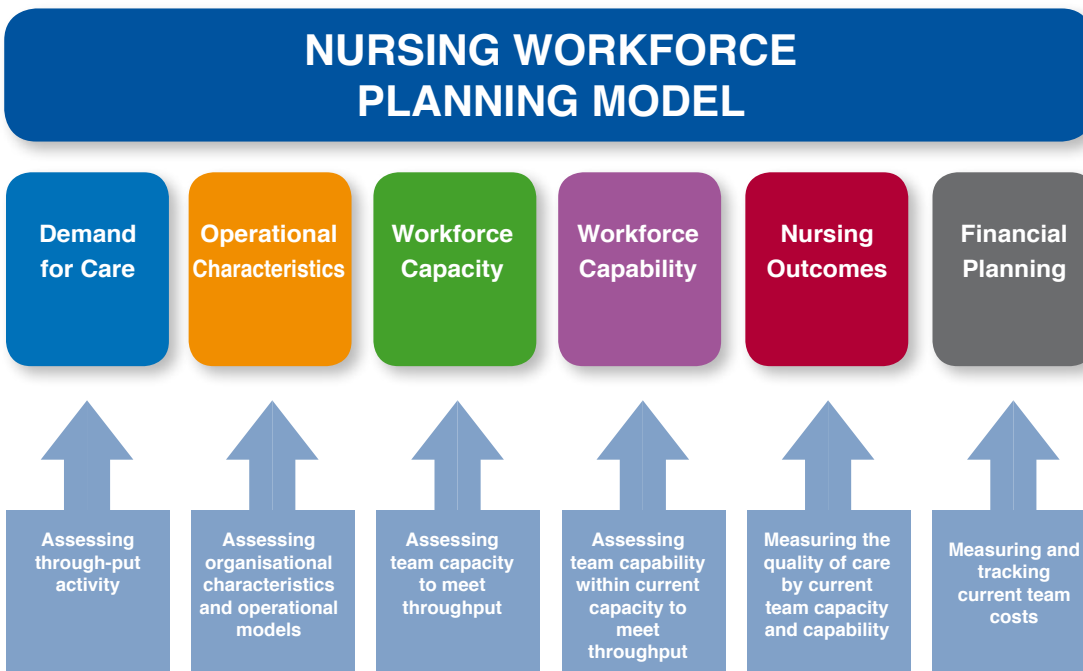 NURSING WORKFORCE
PLANNING MODEL
Demand
for Care
Operational
Characteristics
Workforce
Capacity
Workforce
Capability
Nursing
Outcomes
Financial
Planning
Assessing
through-put
activity
Assessing
organisational
characteristics
and operational
models
Assessing
team capacity
to meet
throughput
Assessing
team capability
within current
capacity to
meet
throughput
Measuring the
quality of care
by current
team capacity
and capability
Measuring and
tracking
current team
costs